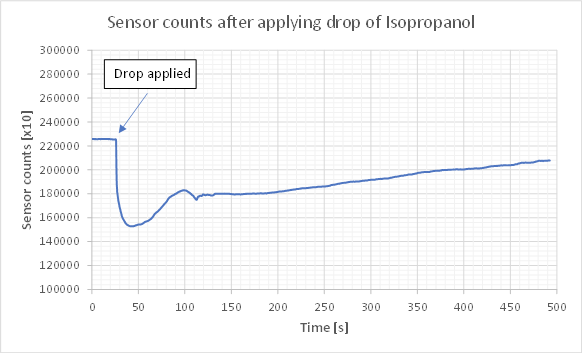 Sensor counts after applying drop of Isopropanol
300000
280000
260000
240000
220000
200000
180000
160000
140000
120000
100000
Sensor counts [x10]
Drop applied
0 50 100 150 200 250 300 350 400 450 500
Time [s]